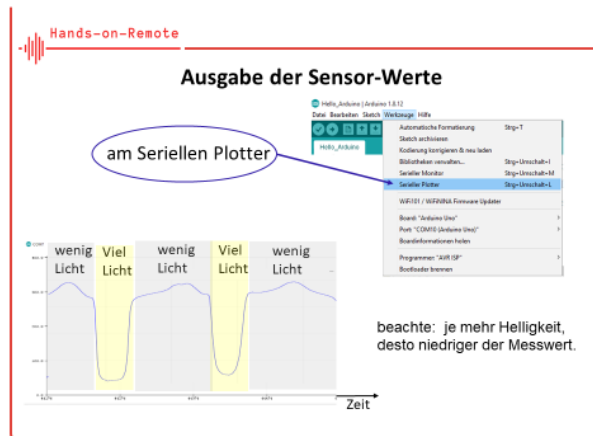 Hands-on-Remote
Ausgabe der Sensor-Werte
Hello_Arduino | Arduino 1.8.12
Datei Bearbeiten Sketch Werkzeuge Hilfe
Hello_Arduino
Automatische Formatierung Strg+T
Sketch archivieren
Kodierung korrigieren & neu laden
Bibliotheken verwalten... Strg+Umschalt+I
Serieller Monitor Strg+Umschalt+M
Serieller Plotter Strg+Umschalt+L
WiFi101 / WiFiNINA Firmware Updater
Board: "Arduino Uno"
Port: "COM10 (Arduino Uno)"
Boardinformationen holen
Programmer: "AVR ISP"
Bootloader brennen
am Seriellen Plotter
wenig Licht
Viel Licht
wenig Licht
Viel Licht
wenig Licht
beachte: je mehr Helligkeit,
desto niedriger der Messwert.
Zeit